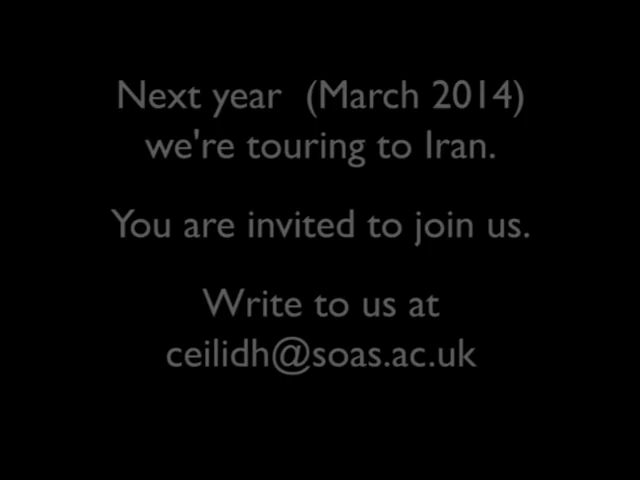 Next year  (March 2014)
we're touring to Iran.
You are invited to join us.
Write to us at
ceilidh@soas.ac.uk